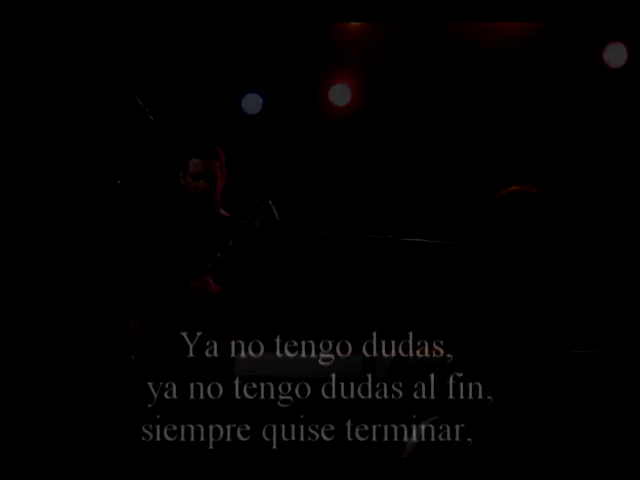 Ya no tengo dudas,
ya no tengo dudas al fin,
siempre quise terminar,